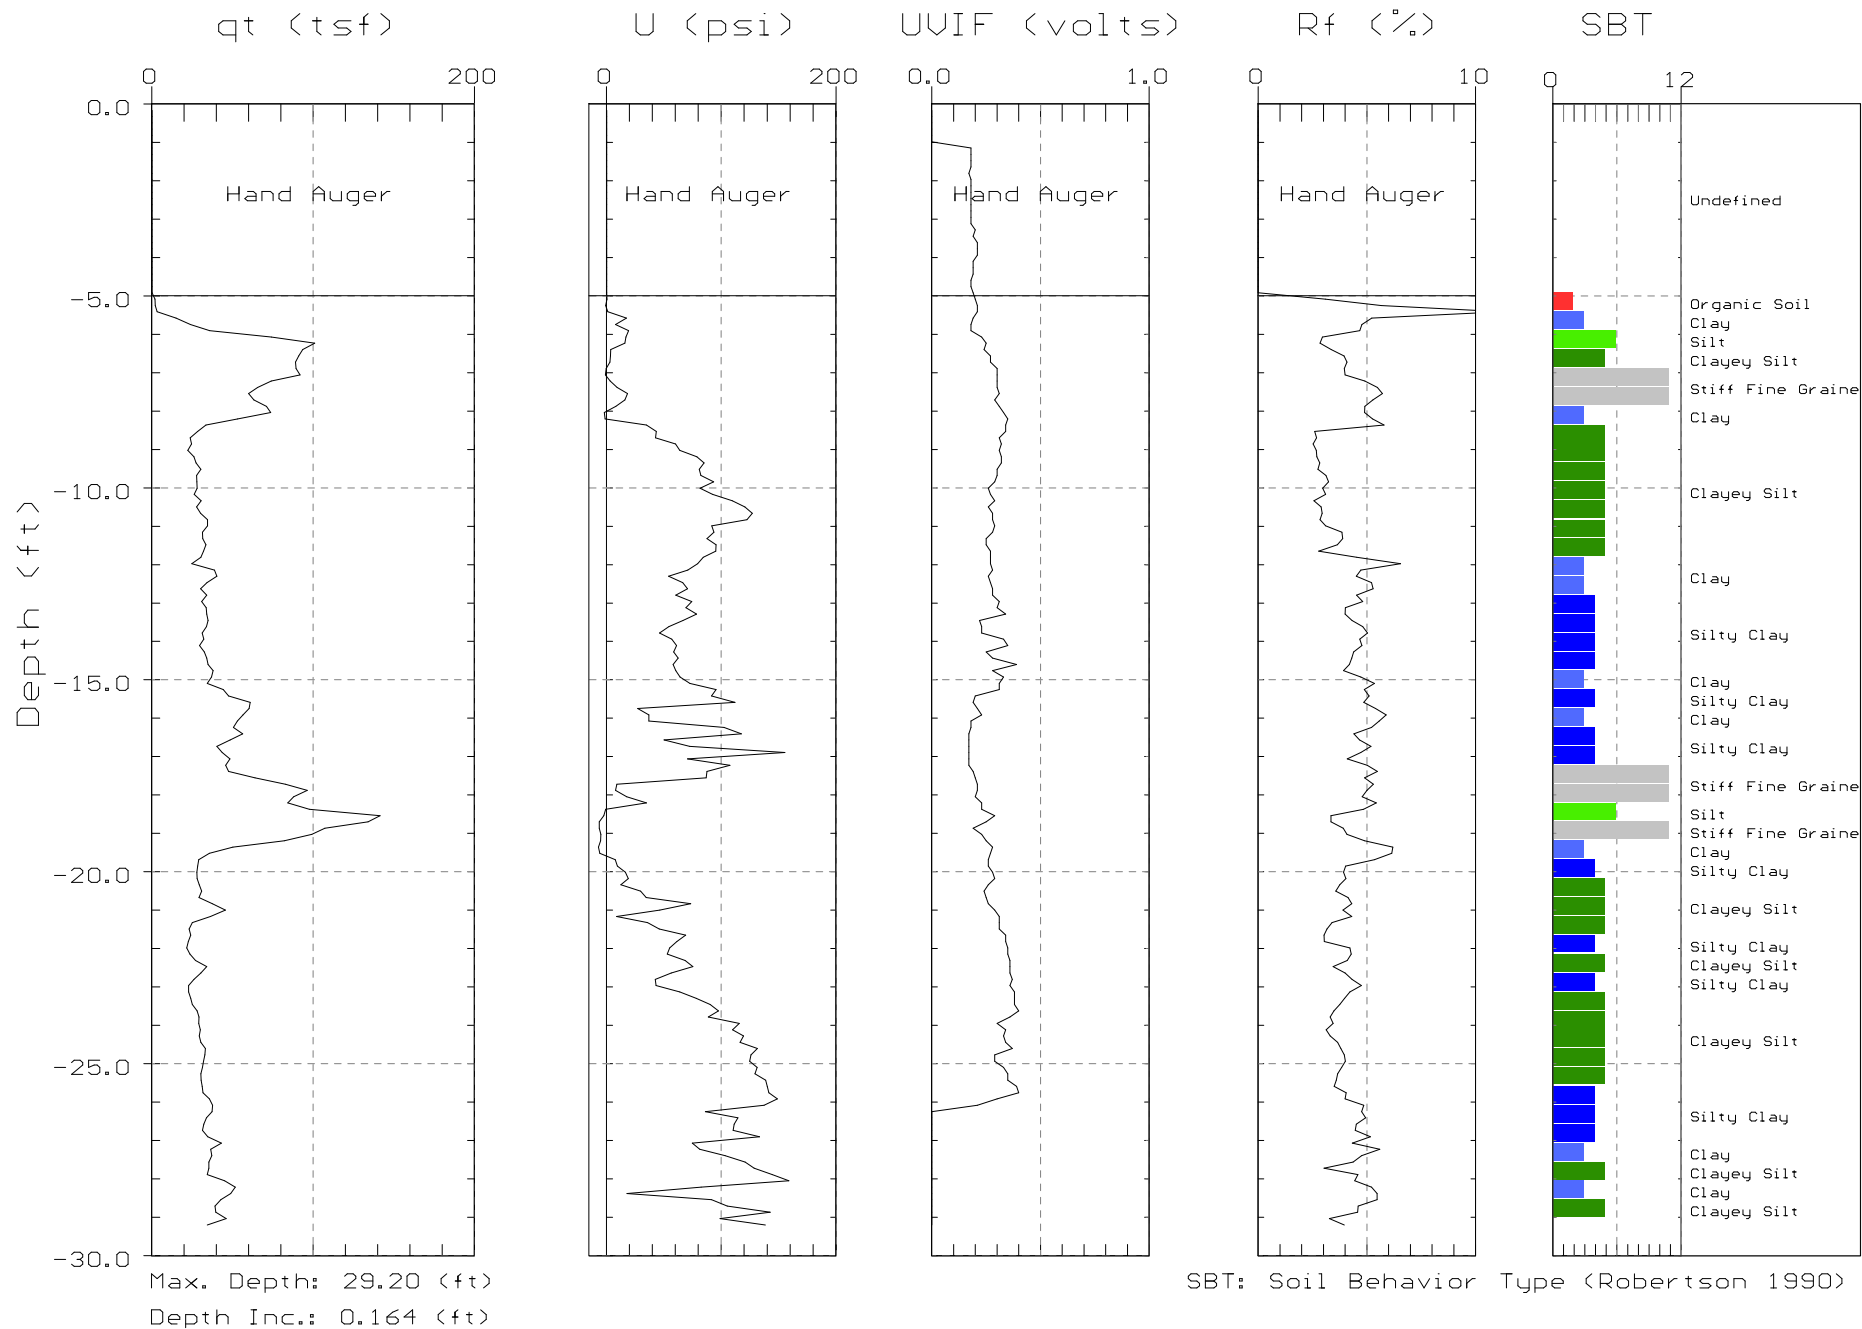 qt (tsf) U (psi) UVIF (volts) Rf (%) SBT
0 200 0 200 0.0 1.0 0 10 0 12
0.0
Hand Auger Hand Auger Hand Auger Hand Auger
Undefined
-5.0
Organic Soil
Clay
Silt
Clayey Silt
Stiff Fine Graine
Clay
-10.0
Clayey Silt
Clay
Silty Clay
Depth (ft)
-15.0
Clay
Silty Clay
Clay
Silty Clay
Stiff Fine Graine
Silt
Stiff Fine Graine
Clay
-20.0
Silty Clay
Clayey Silt
Silty Clay
Clayey Silt
Silty Clay
Clayey Silt
-25.0
Silty Clay
Clay
Clayey Silt
Clay
Clayey Silt
-30.0
Max. Depth: 29.20 (ft)
SBT: Soil Behavior Type (Robertson 1990)
Depth Inc.: 0.164 (ft)